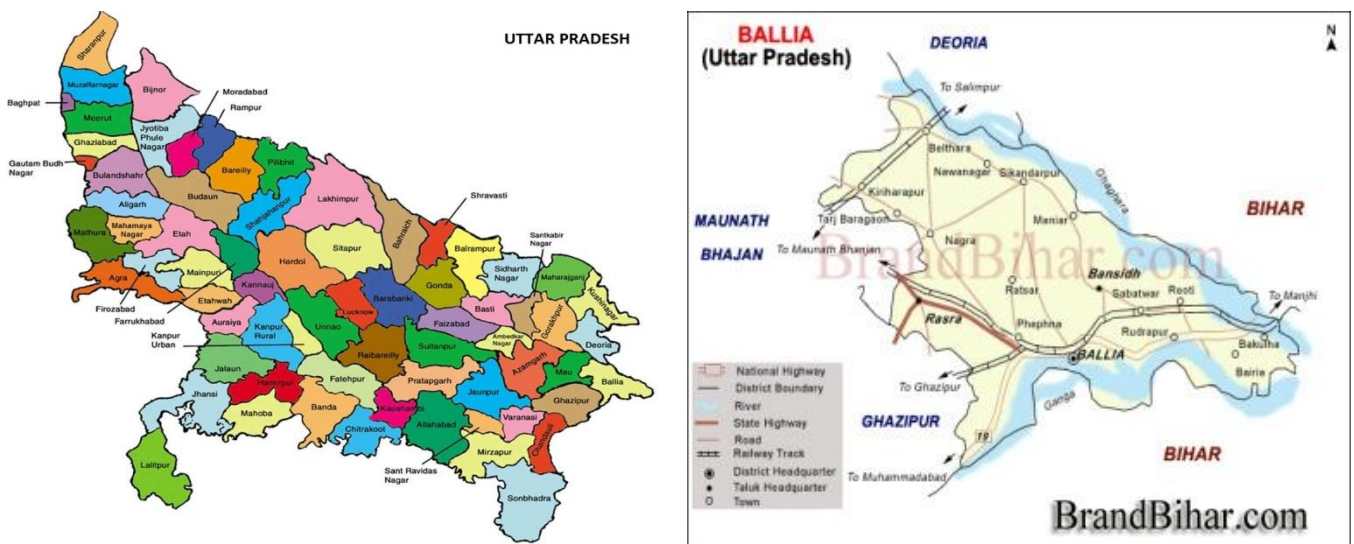 UTTAR PRADESH
Sharanpur
Muzaffarnagar
Bijnor
Moradabad
Rampur
Baghpat
Meerut
Jyotiba
Phule
Nagar
Ghaziabad
Gautam Budh
Nagar
Bulandshahr
Bareilly
Pilibhit
Budaun
Lakhimpur
Shravasti
Aligarh
Shahjahanpur
Mathura
Mahamaya
Nagar
Etah
Bahraich
Balrampur
Santkabir
Nagar
Sitapur
Hardoi
Agra
Mainpuri
Sidharth
Nagar
Maharajganj
Kushinagar
Gonda
Kannauj
Firozabad
Etahwah
Farrukhabad
Barabanki
Basti
Gorakhpur
Lucknow
Auraiya
Kanpur
Rural
Unnao
Faizabad
Ambedkar
Nagar
Deoria
Kanpur
Urban
Raibareilly
Sultanpur
Azamgarh
Mau
Ballia
Jalaun
Hamirpur
Fatehpur
Pratapgarh
Jaunpur
Ghazipur
Jhansi
Mahoba
Banda
Kaushambi
Chitrakoot
Allahabad
Varanasi
Chandauli
Mirzapur
Sant Ravidas
Nagar
Lalitpur
Sonbhadra
BALLIA
(Uttar Pradesh)
DEORIA
N
To Salimpur
Belthara
Nawanagar
Sikandarpur
Ghaghara
Kiriharapur
MAUNATH
BHAJAN
Tarj Baragaon
Maniar
BIHAR
To Maunath Bhanjan
Nagra
BrandBihar.com
Bansidh
Ratsar
Sabatwar
Reoti
To Manjhi
Rasra
Phephna
Rudrapur
BALLIA
Bakulha
Bairia
To Ghazipur
GHAZIPUR
Ganga
19
BIHAR
To Muhammadabad
National Highway
District Boundary
River
State Highway
Road
Railway Track
District Headquarter
Taluk Headquarter
Town
BrandBihar.com